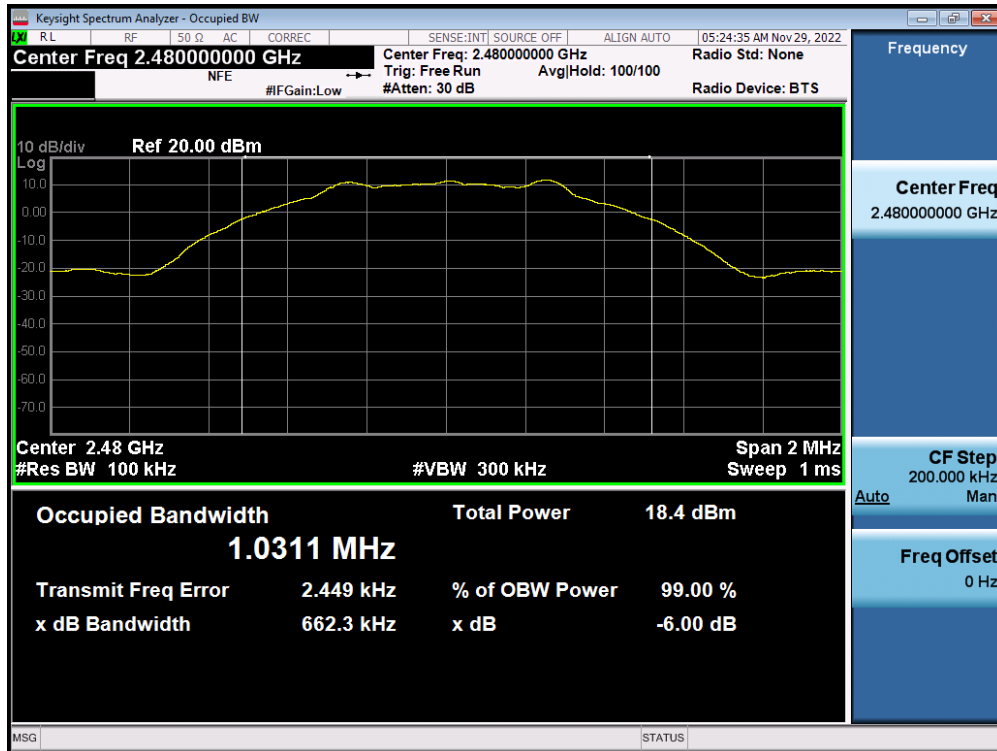 Keysight Spectrum Analyzer - Occupied BW
LXI RL RF 50 Ω AC CORREC SENSE:INT SOURCE OFF ALIGN AUTO 05:24:35 AM Nov 29, 2022
Center Freq 2.480000000 GHz
NFE
#IFGain:Low
Center Freq: 2.480000000 GHz
Trig: Free Run Avg|Hold: 100/100
#Atten: 30 dB
Radio Std: None
Radio Device: BTS
10 dB/div Ref 20.00 dBm
Log
10.0
0.00
-10.0
-20.0
-30.0
-40.0
-50.0
-60.0
-70.0
Center 2.48 GHz Span 2 MHz
#Res BW 100 kHz #VBW 300 kHz Sweep 1 ms
Occupied Bandwidth Total Power 18.4 dBm
1.0311 MHz
Transmit Freq Error 2.449 kHz % of OBW Power 99.00 %
x dB Bandwidth 662.3 kHz x dB -6.00 dB
Frequency
Center Freq
2.480000000 GHz
CF Step
200.000 kHz
Auto Man
Freq Offset
0 Hz
MSG STATUS